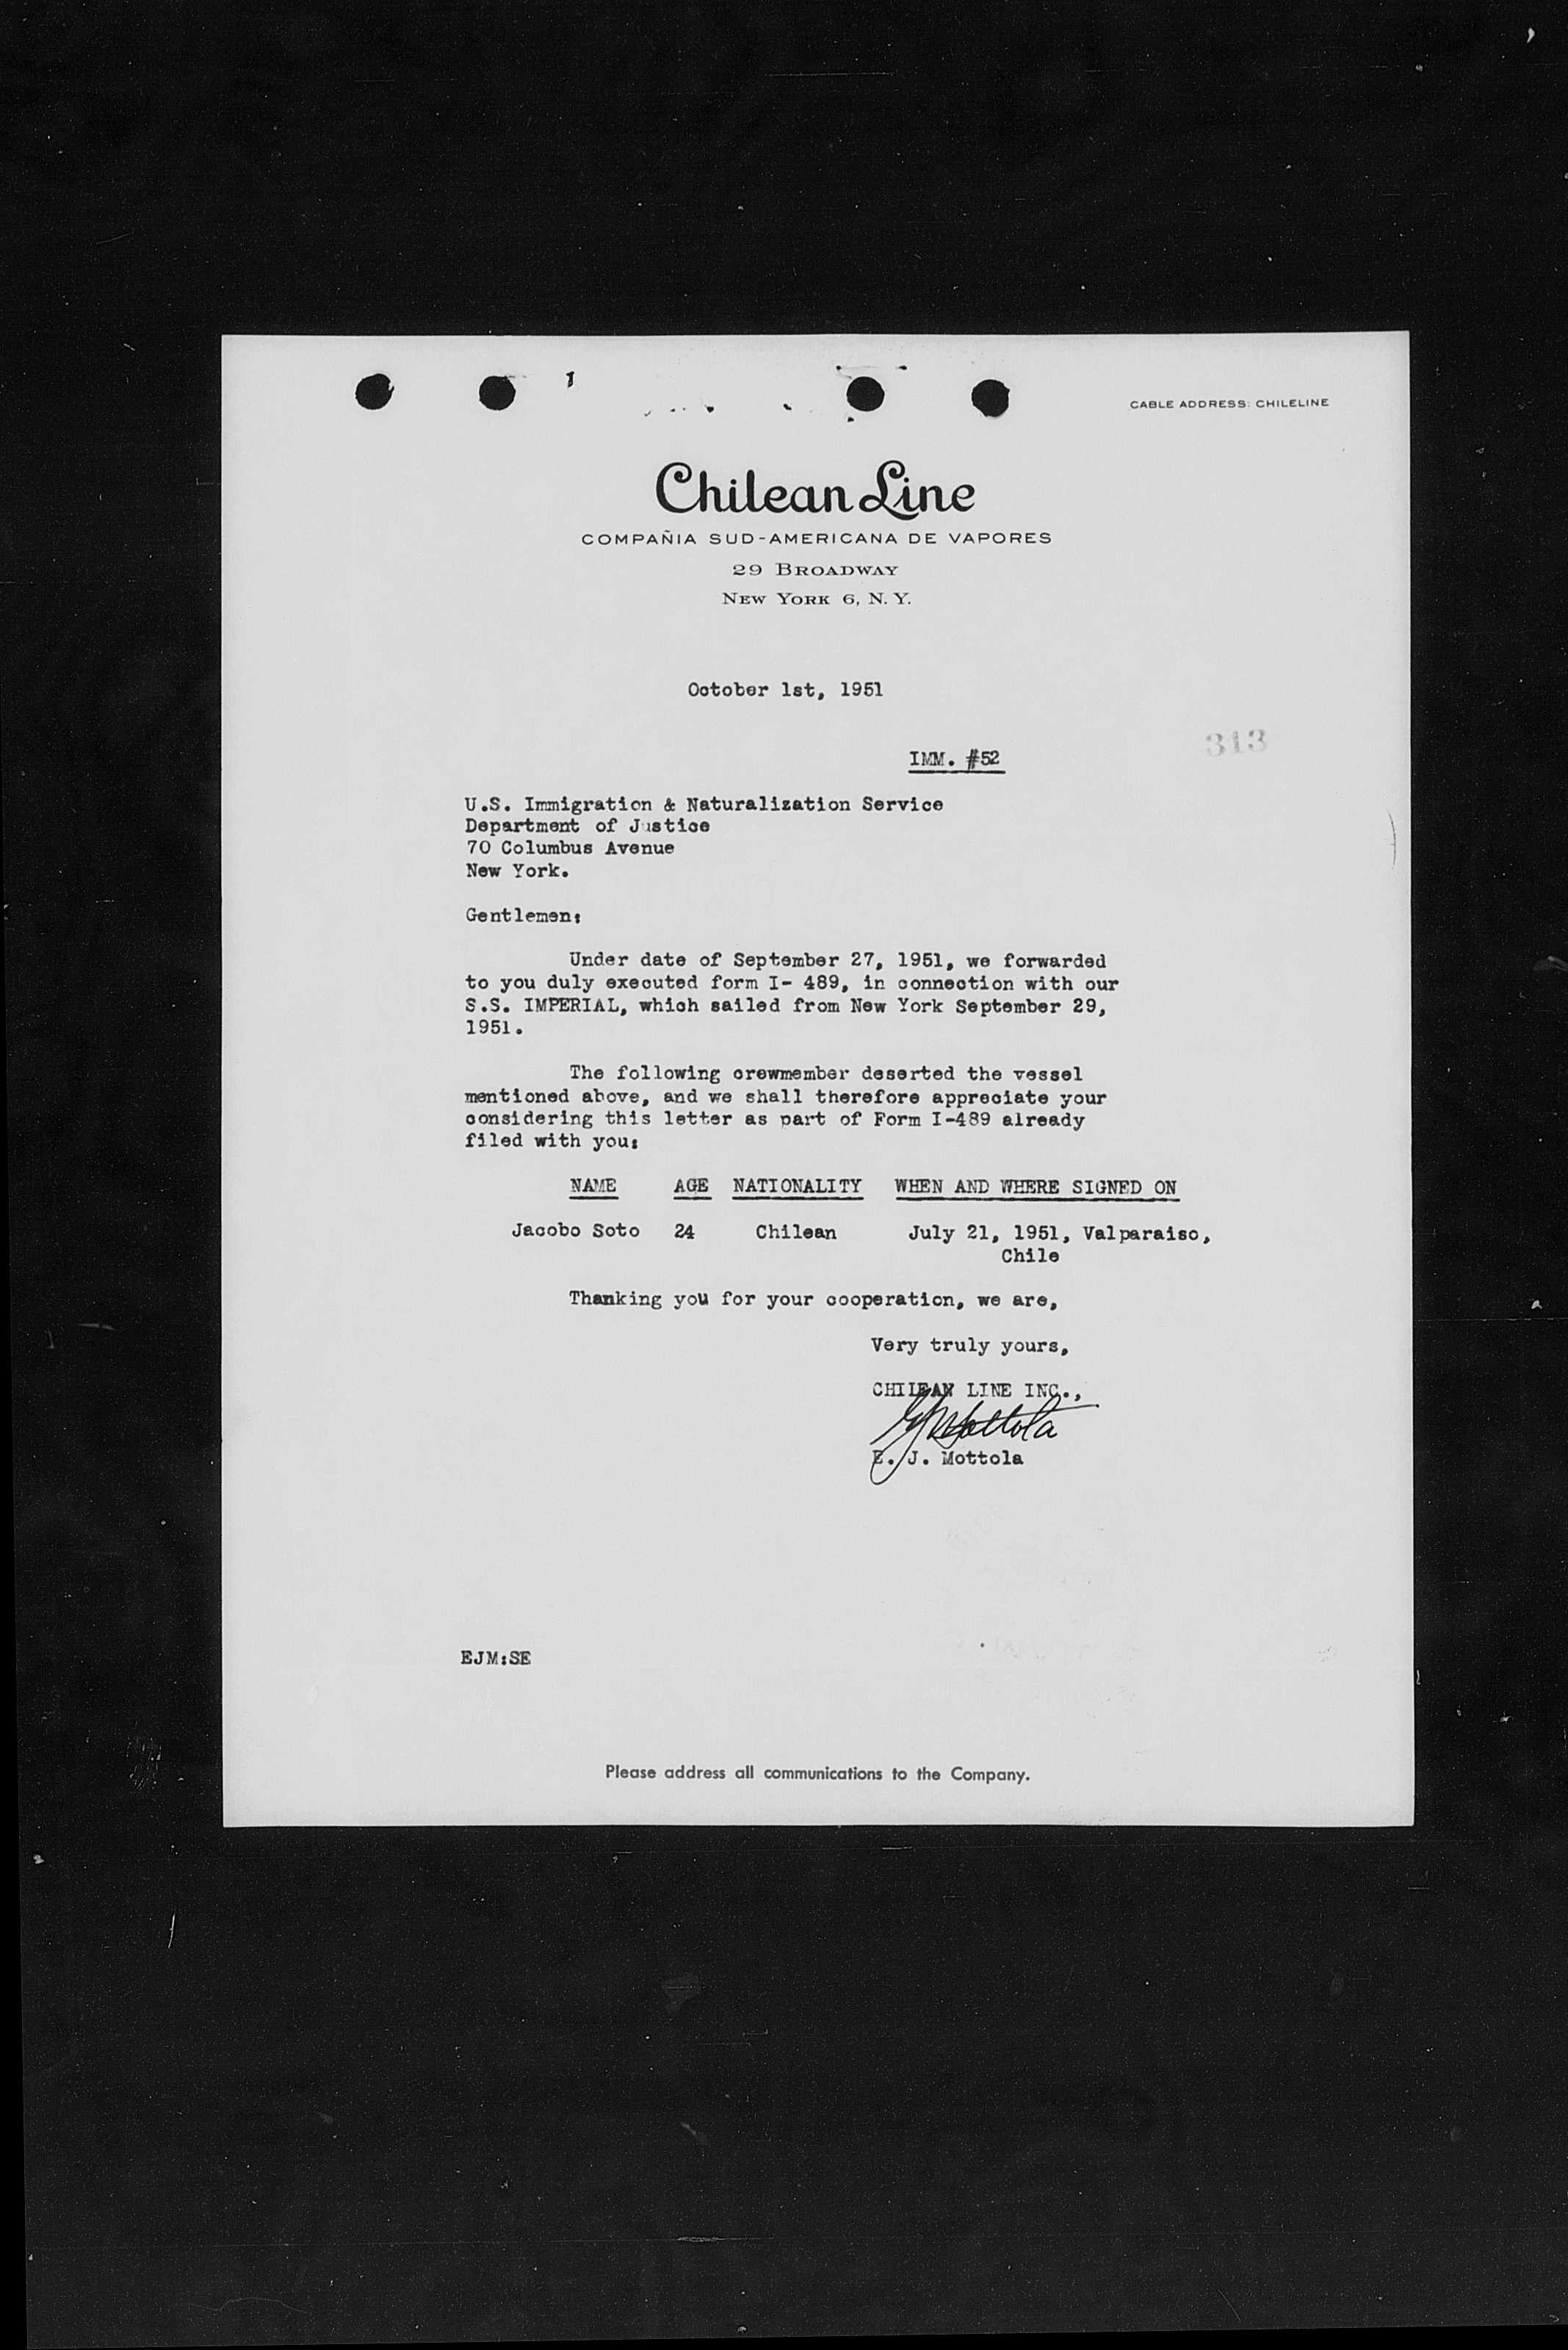 CABLE ADDRESS: CHILELINE
Chilean Line
COMPAÑIA SUD-AMERICANA DE VAPORES
29 BROADWAY
NEW YORK 6, N. Y.
October 1st, 1951
313
IMM. #52
U.S. Immigration & Naturalization Service
Department of Justice
70 Columbus Avenue
New York.
Gentlemen:
Under date of September 27, 1951, we forwarded
to you duly executed form I- 489, in connection with our
S.S. IMPERIAL, which sailed from New York September 29,
1951.
The following crewmember deserted the vessel
mentioned above, and we shall therefore appreciate your
considering this letter as part of Form I-489 already
filed with you:
NAME AGE NATIONALITY WHEN AND WHERE SIGNED ON
Jacobo Soto 24 Chilean July 21, 1951, Valparaiso,
Chile
Thanking you for your cooperation, we are,
Very truly yours,
CHILEAN LINE INC.,
EJMottola
E. J. Mottola
EJM:SE
Please address all communications to the Company.